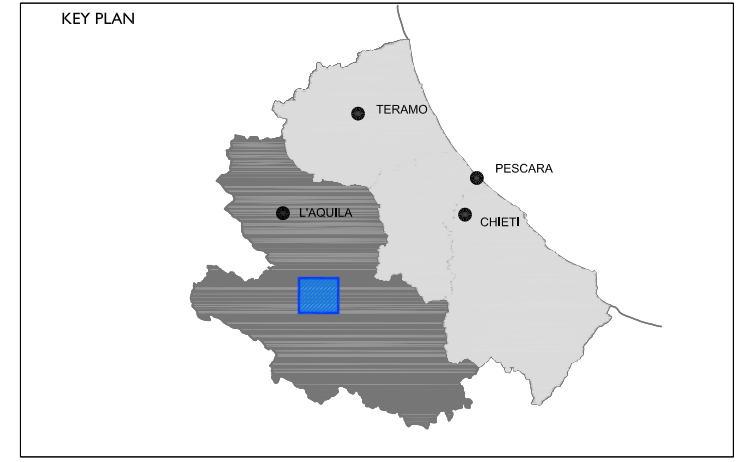 KEY PLAN
TERAMO
PESCARA
L'AQUILA
CHIETI